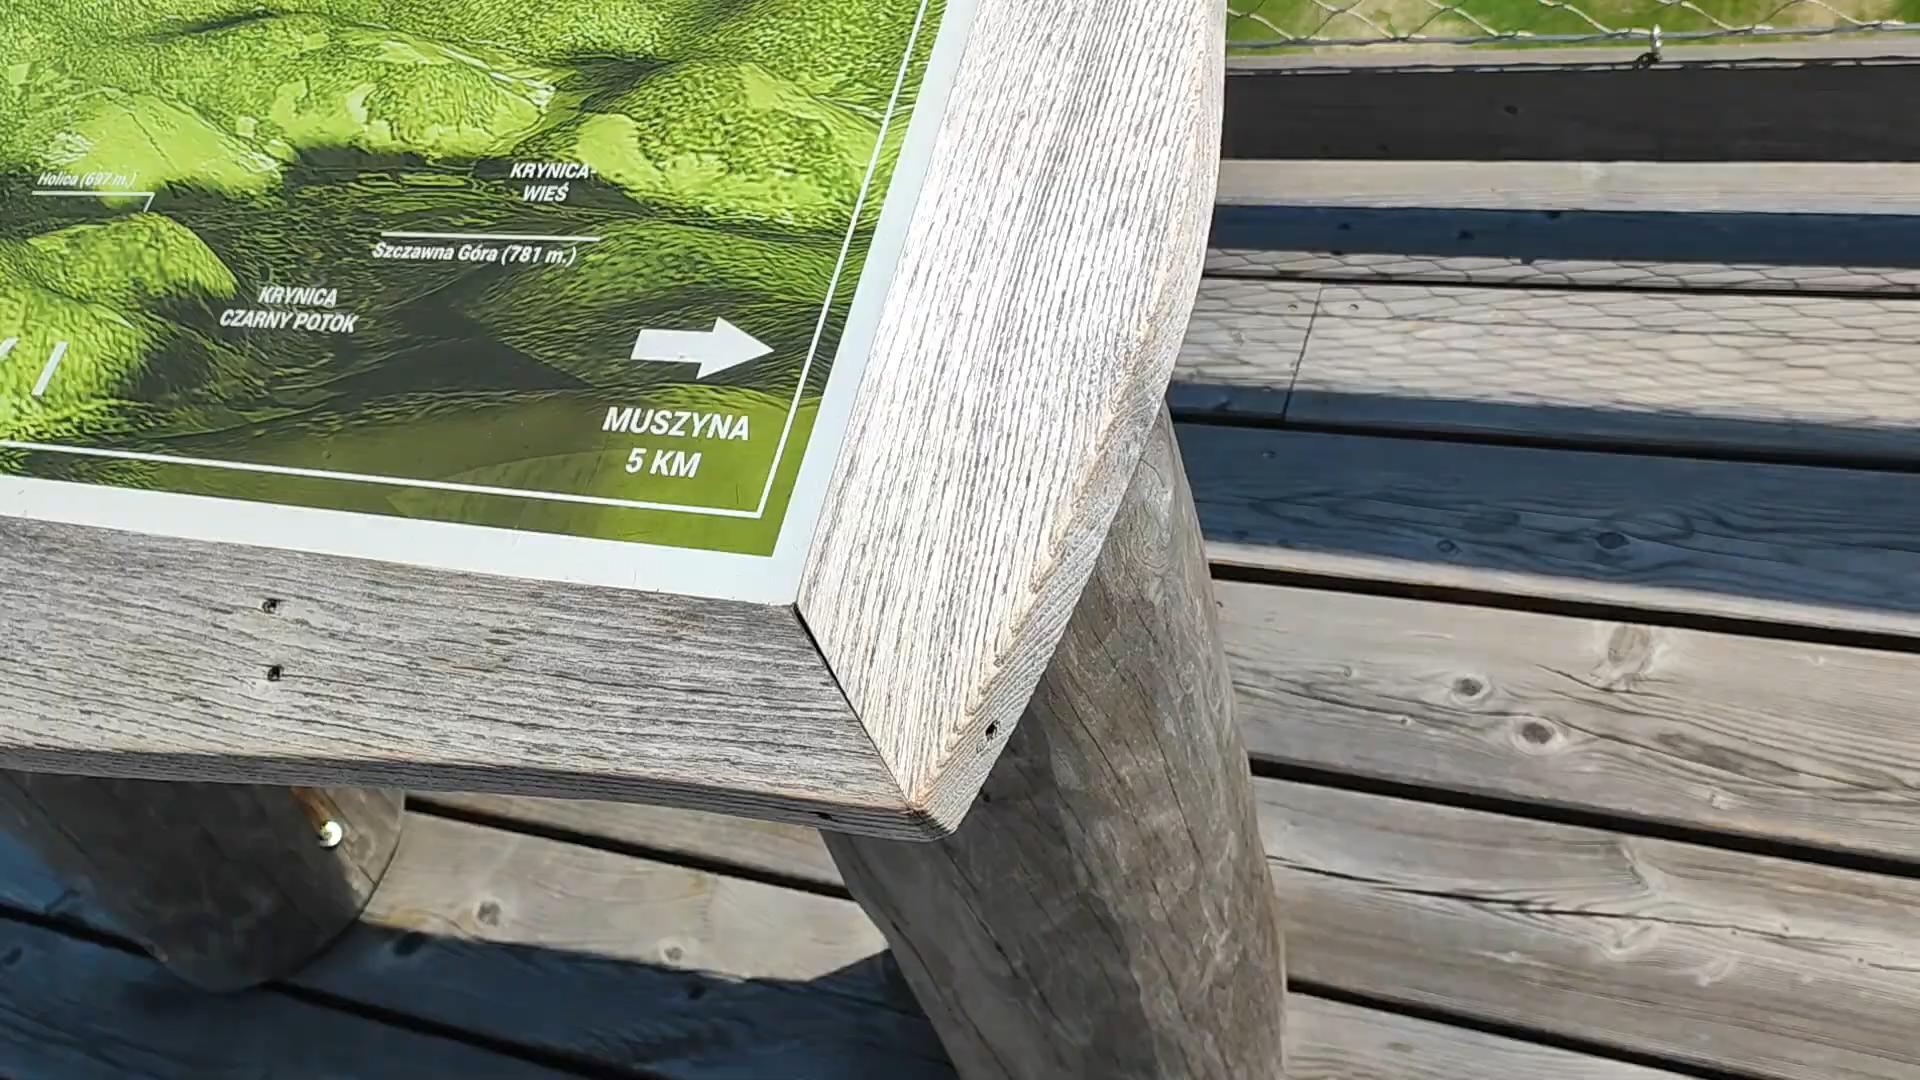 KRYNICA-
WIEŚ
Holica (697 m.)
Szczawna Góra (781 m.)
KRYNICA
CZARNY POTOK
MUSZYNA
5 KM